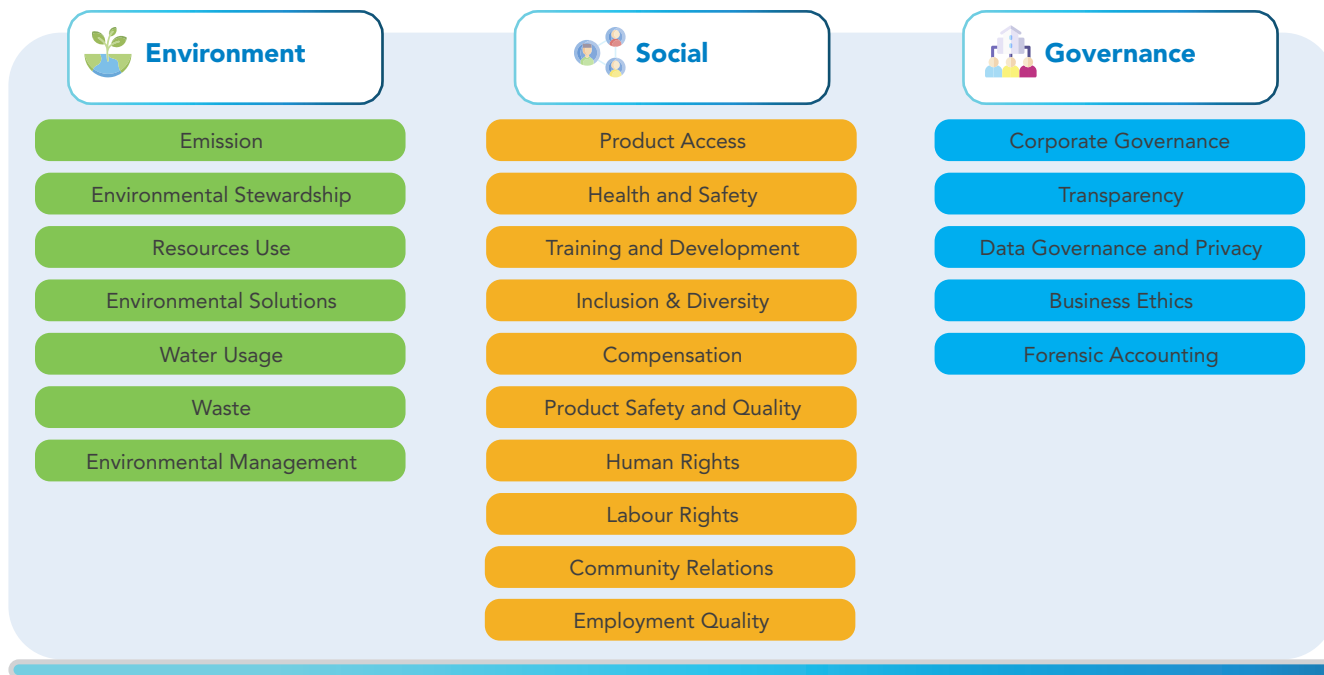 Environment
Emission
Environmental Stewardship
Resources Use
Environmental Solutions
Water Usage
Waste
Environmental Management
Social
Product Access
Health and Safety
Training and Development
Inclusion & Diversity
Compensation
Product Safety and Quality
Human Rights
Labour Rights
Community Relations
Employment Quality
Governance
Corporate Governance
Transparency
Data Governance and Privacy
Business Ethics
Forensic Accounting